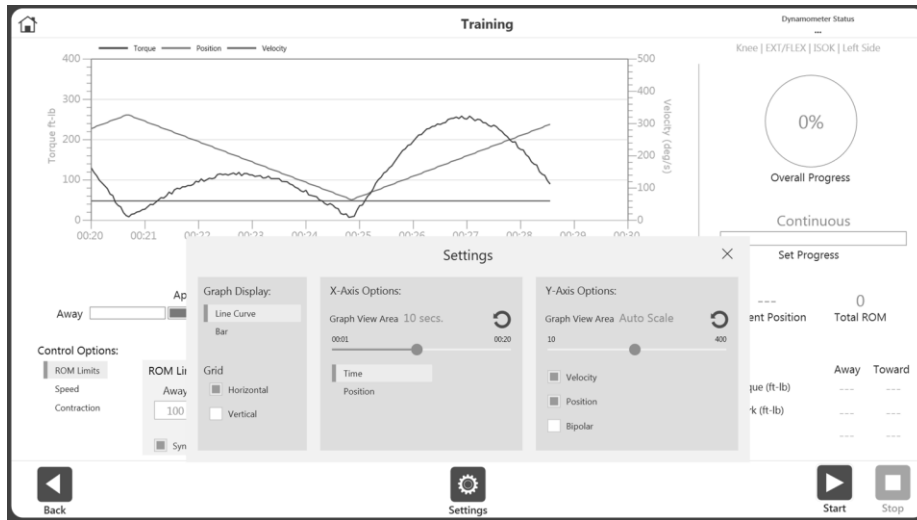 Training
Dynamometer Status
---
Knee | EXT/FLEX | ISOK | Left Side
Torque Position Velocity
400
300
200
100
0
Torque ft-lb
500
400
300
200
100
0
Velocity (deg/s)
00:20 00:21 00:22 00:23 00:24 00:25 00:26 00:27 00:28 00:29 00:30
0%
Overall Progress
Continuous
Set Progress
Ap
Away
--- 0
ent Position Total ROM
Control Options:
ROM Limits
Speed
Contraction
ROM Li
Away
100
Syn
Settings
Graph Display:
Line Curve
Bar
Grid
Horizontal
Vertical
X-Axis Options:
Graph View Area 10 secs.
00:01 00:20
Time
Position
Y-Axis Options:
Graph View Area Auto Scale
10 400
Velocity
Position
Bipolar
Away Toward
que (ft-lb) --- ---
rk (ft-lb) --- ---
--- ---
Back
Settings
Start
Stop